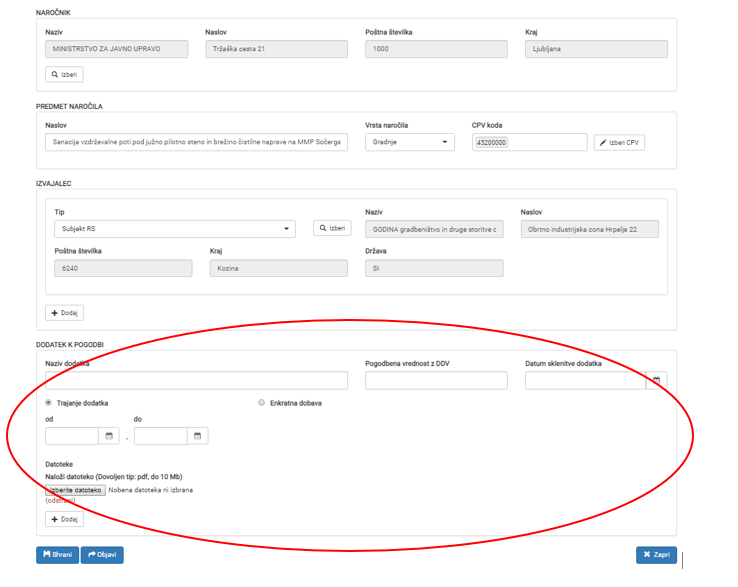 NAROČNIK
Naziv Naslov Poštna številka Kraj
MINISTRSTVO ZA JAVNO UPRAVO Tržaška cesta 21 1000 Ljubljana
Izberi
PREDMET NAROČILA
Naslov Vrsta naročila CPV koda
Sanacija vzdrževalne poti pod južno pilotno steno in brežino čistilne naprave na MMP Sočerga Gradnje 45200000 Izberi CPV
IZVAJALEC
Tip Naziv Naslov
Subjekt RS Izberi GODINA gradbeništvo in druge storitve d Obrtno industrijska cona Hrpelje 22
Poštna številka Kraj Država
6240 Kozina SI
+ Dodaj
DODATEK K POGODBI
Naziv dodatka Pogodbena vrednost z DDV Datum sklenitve dodatka
Trajanje dodatka Enkratna dobava
od do
-
Datoteke
Naloži datoteko (Dovoljen tip: pdf, do 10 Mb)
Izberite datoteko Nobena datoteka ni izbrana
(odstrani)
+ Dodaj
Shrani Objavi Zapri